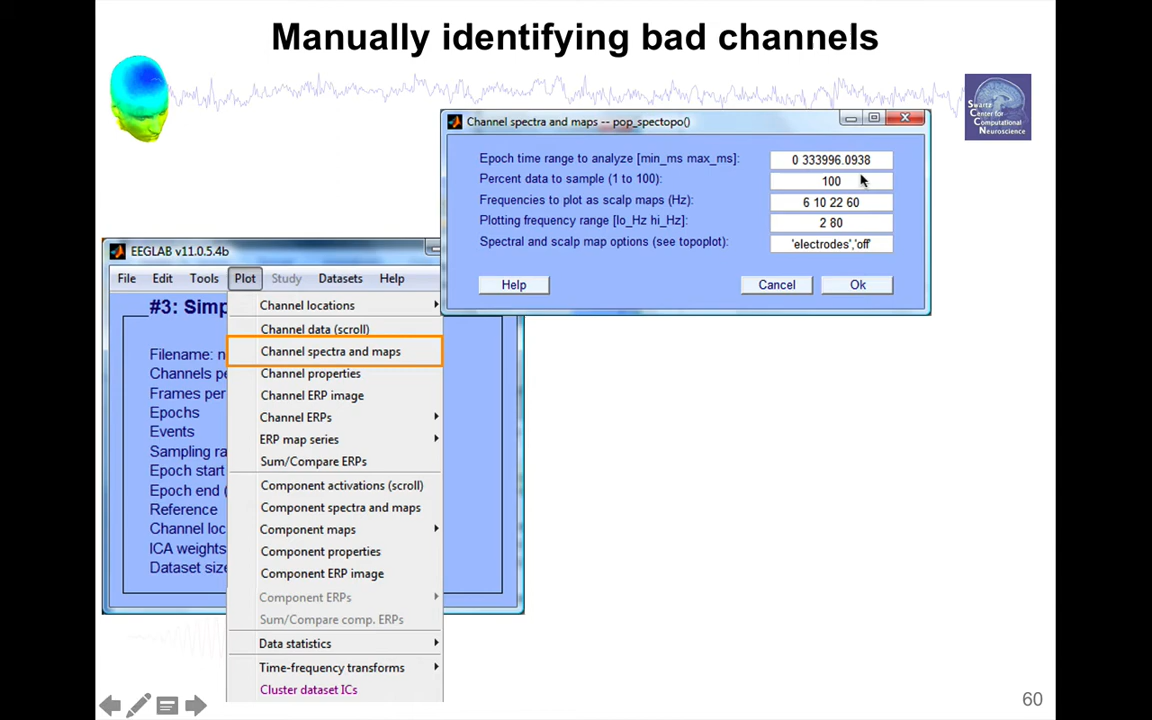 Manually identifying bad channels
Swartz
Center for
Computational
Neuroscience
Channel spectra and maps -- pop_spectopo()
Epoch time range to analyze [min_ms max_ms]:
0 333996.0938
Percent data to sample (1 to 100):
100
Frequencies to plot as scalp maps (Hz):
6 10 22 60
Plotting frequency range [lo_Hz hi_Hz]:
2 80
Spectral and scalp map options (see topoplot):
'electrodes','off'
Help
Cancel
Ok
EEGLAB v11.0.5.4b
File Edit Tools Plot Study Datasets Help
#3: Simp
Filename: n
Channels pe
Frames per
Epochs
Events
Sampling ra
Epoch start
Epoch end (
Reference
Channel loc
ICA weights
Dataset size
Channel locations
Channel data (scroll)
Channel spectra and maps
Channel properties
Channel ERP image
Channel ERPs
ERP map series
Sum/Compare ERPs
Component activations (scroll)
Component spectra and maps
Component maps
Component properties
Component ERP image
Component ERPs
Sum/Compare comp. ERPs
Data statistics
Time-frequency transforms
Cluster dataset ICs
60